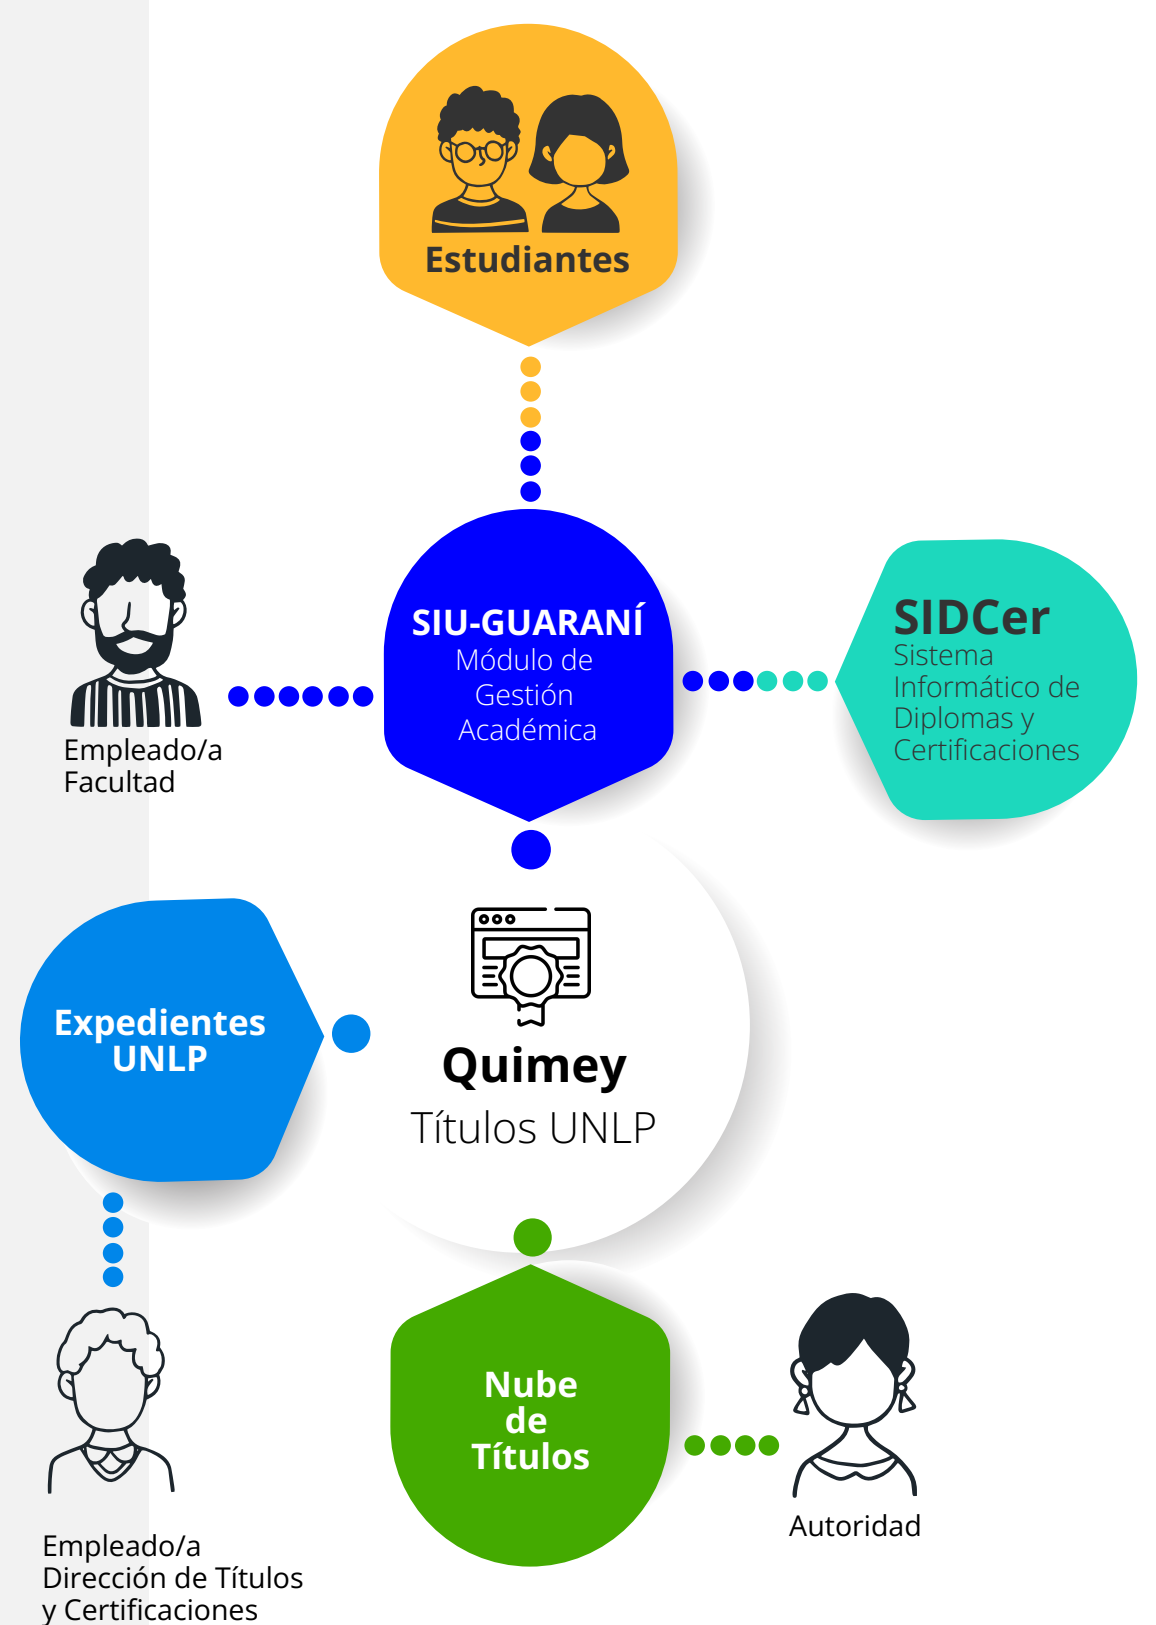 Estudiantes
SIU-GUARANÍ
Módulo de
Gestión
Académica
SIDCer
Sistema
Informático de
Diplomas y
Certificaciones
Empleado/a
Facultad
Expedientes
UNLP
Quimey
Títulos UNLP
Nube
de
Títulos
Autoridad
Empleado/a
Dirección de Títulos
y Certificaciones